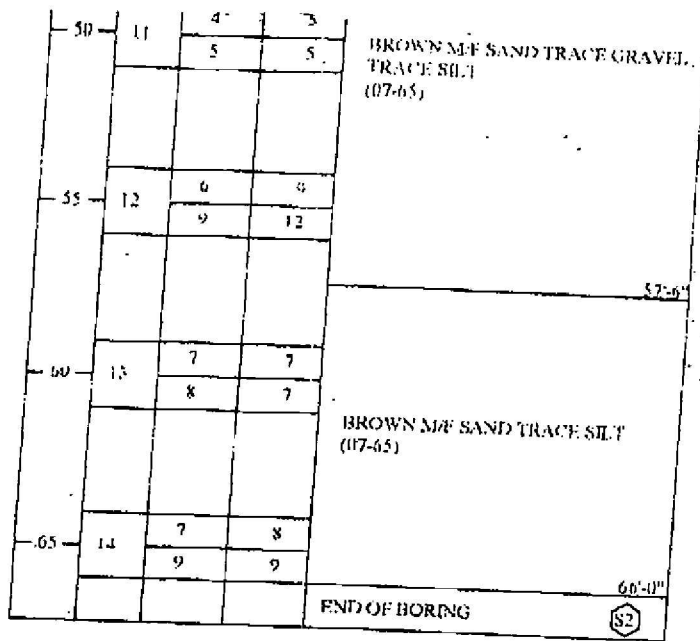 50 11 4 5
5 5
BROWN M/F SAND TRACE GRAVEL,
TRACE SILT
(07-65)
55 12 6
9 12
57'-6"
60 13 7 7
8 7
BROWN M/F SAND TRACE SILT
(07-65)
65 14 7 8
9 9
66'-0"
END OF BORING S2